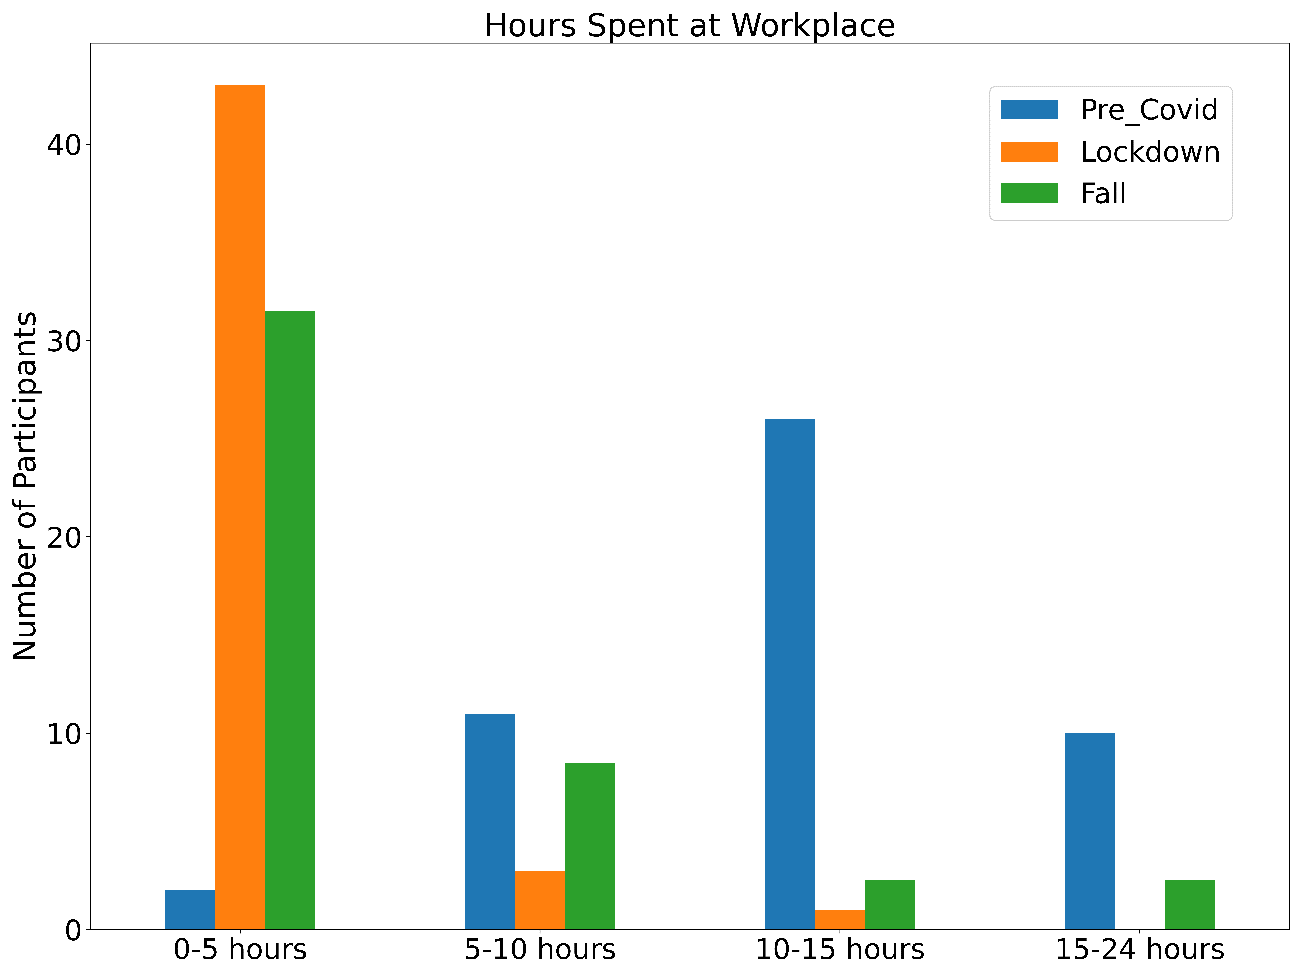 Hours Spent at Workplace
Pre_Covid
Lockdown
Fall
Number of Participants
40
30
20
10
0
0-5 hours
5-10 hours
10-15 hours
15-24 hours